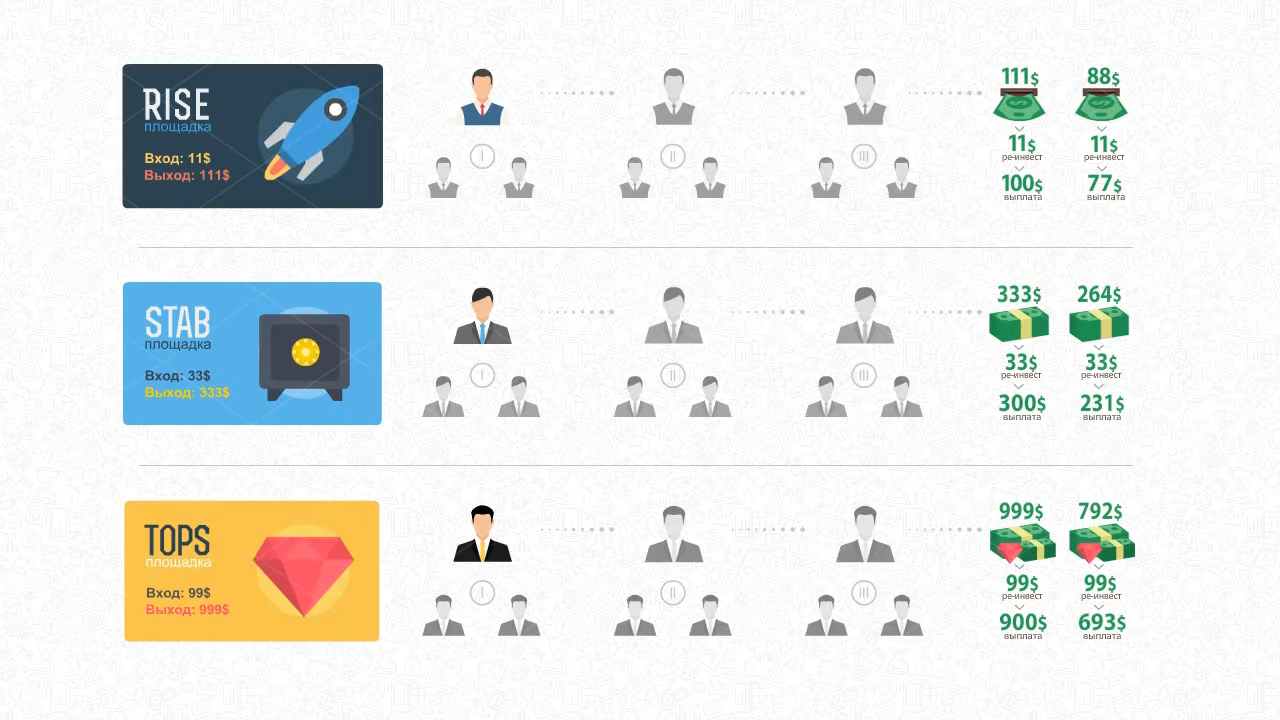 RISE
площадка
Вход: 11$
Выход: 111$
I
II
III
111$ 88$
11$ 11$
ре-инвест ре-инвест
100$ 77$
выплата выплата
STAB
площадка
Вход: 33$
Выход: 333$
I
II
III
333$ 264$
33$ 33$
ре-инвест ре-инвест
300$ 231$
выплата выплата
TOPS
площадка
Вход: 99$
Выход: 999$
I
II
III
999$ 792$
99$ 99$
ре-инвест ре-инвест
900$ 693$
выплата выплата